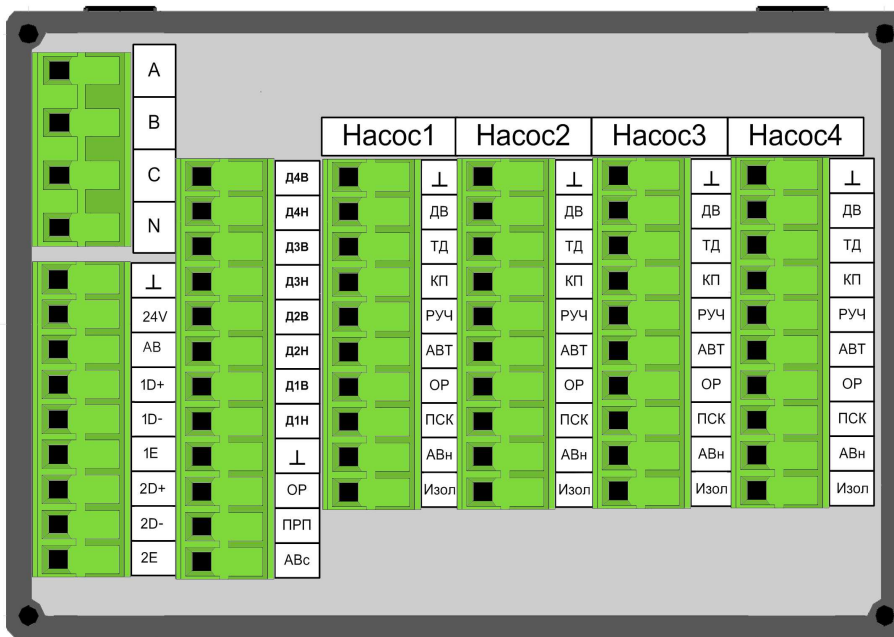 A
B
C
N
⊥
24V
АВ
1D+
1D-
1E
2D+
2D-
2E
Д4В
Д4Н
Д3В
Д3Н
Д2В
Д2Н
Д1В
Д1Н
⊥
ОР
ПРП
АВс
Насос1
⊥
ДВ
ТД
КП
РУЧ
АВТ
ОР
ПСК
АВн
Изол
Насос2
⊥
ДВ
ТД
КП
РУЧ
АВТ
ОР
ПСК
АВн
Изол
Насос3
⊥
ДВ
ТД
КП
РУЧ
АВТ
ОР
ПСК
АВн
Изол
Насос4
⊥
ДВ
ТД
КП
РУЧ
АВТ
ОР
ПСК
АВн
Изол